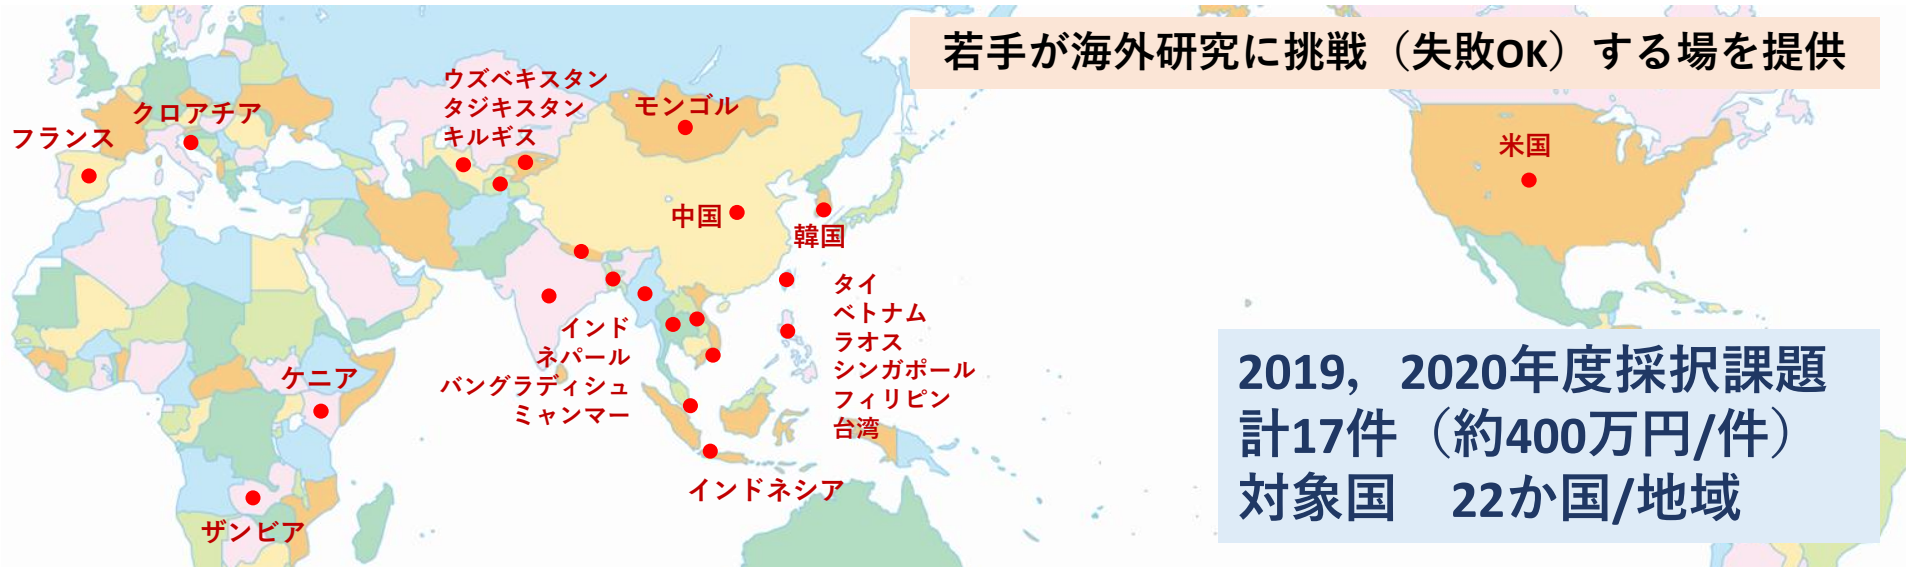 若手が海外研究に挑戦（失敗OK）する場を提供
フランス
クロアチア
ウズベキスタン
タジキスタン
キルギス
モンゴル
米国
中国
韓国
インド
ネパール
バングラディシュ
ミャンマー
タイ
ベトナム
ラオス
シンガポール
フィリピン
台湾
ケニア
インドネシア
ザンビア
2019，2020年度採択課題
計17件（約400万円/件）
対象国　22か国/地域